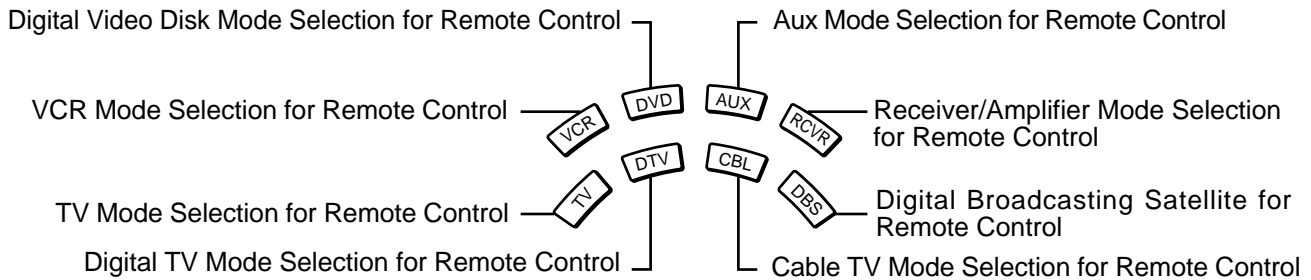 Digital Video Disk Mode Selection for Remote Control
Aux Mode Selection for Remote Control
VCR Mode Selection for Remote Control
DVD
AUX
VCR
RCVR
Receiver/Amplifier Mode Selection
for Remote Control
DTV
CBL
TV
DBS
TV Mode Selection for Remote Control
Digital Broadcasting Satellite for
Remote Control
Digital TV Mode Selection for Remote Control
Cable TV Mode Selection for Remote Control